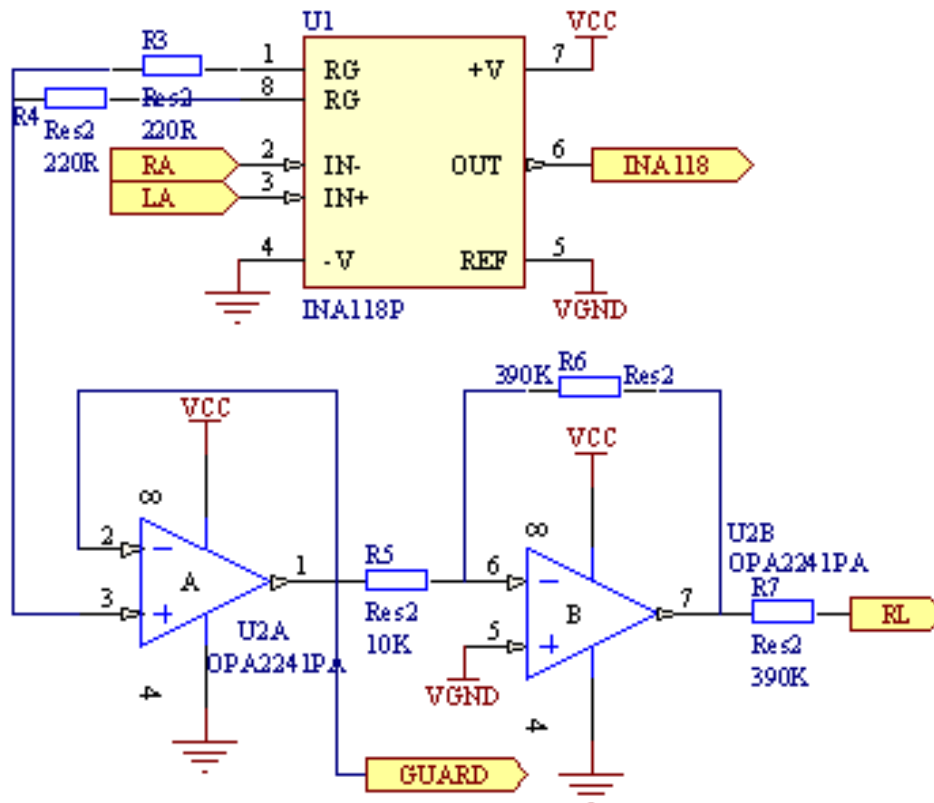 U1
VCC
R3
1
RG
+V
7
8
RG
R4
Res2
220R
Res2
220R
RA
2
IN-
OUT
6
INA118
LA
3
IN+
4
-V
REF
5
INA118P
VGND
390K
R6
Res2
VCC
VCC
8
8
2
-
A
1
R5
6
-
B
7
U2B
OPA2241PA
R7
RL
3
+
U2A
OPA2241PA
Res2
10K
5
+
VGND
Res2
390K
4
4
GUARD